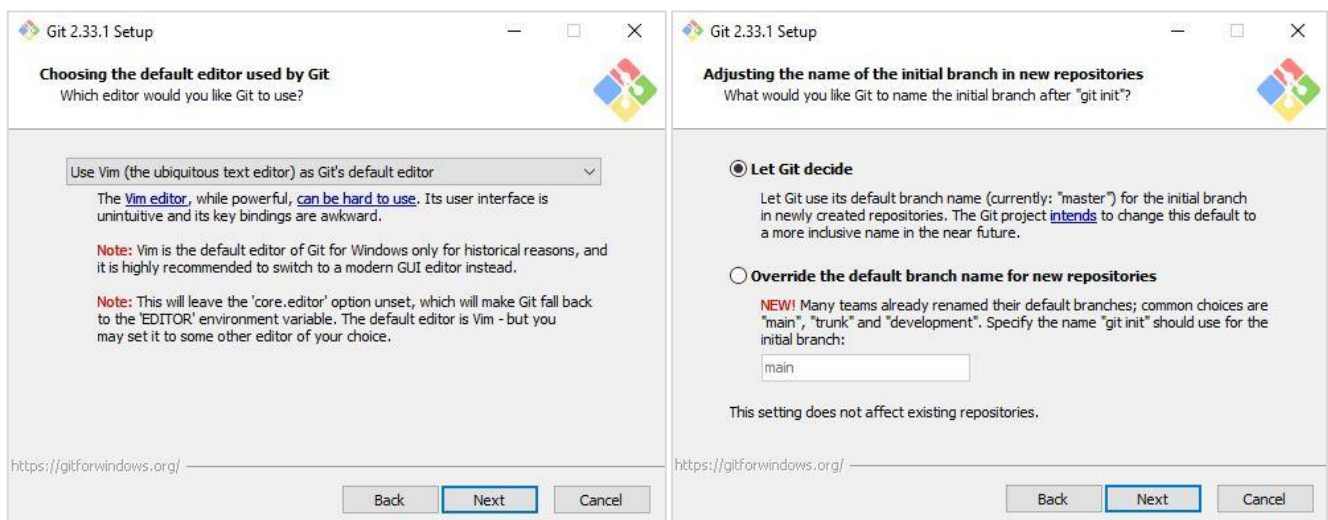 Git 2.33.1 Setup
Choosing the default editor used by Git
Which editor would you like Git to use?
Use Vim (the ubiquitous text editor) as Git's default editor
The Vim editor, while powerful, can be hard to use. Its user interface is
unintuitive and its key bindings are awkward.
Note: Vim is the default editor of Git for Windows only for historical reasons, and
it is highly recommended to switch to a modern GUI editor instead.
Note: This will leave the 'core.editor' option unset, which will make Git fall back
to the 'EDITOR' environment variable. The default editor is Vim - but you
may set it to some other editor of your choice.
https://gitforwindows.org/
Back Next Cancel
Git 2.33.1 Setup
Adjusting the name of the initial branch in new repositories
What would you like Git to name the initial branch after "git init"?
Let Git decide
Let Git use its default branch name (currently: "master") for the initial branch
in newly created repositories. The Git project intends to change this default to
a more inclusive name in the near future.
Override the default branch name for new repositories
NEW! Many teams already renamed their default branches; common choices are
"main", "trunk" and "development". Specify the name "git init" should use for the
initial branch:
main
This setting does not affect existing repositories.
https://gitforwindows.org/
Back Next Cancel